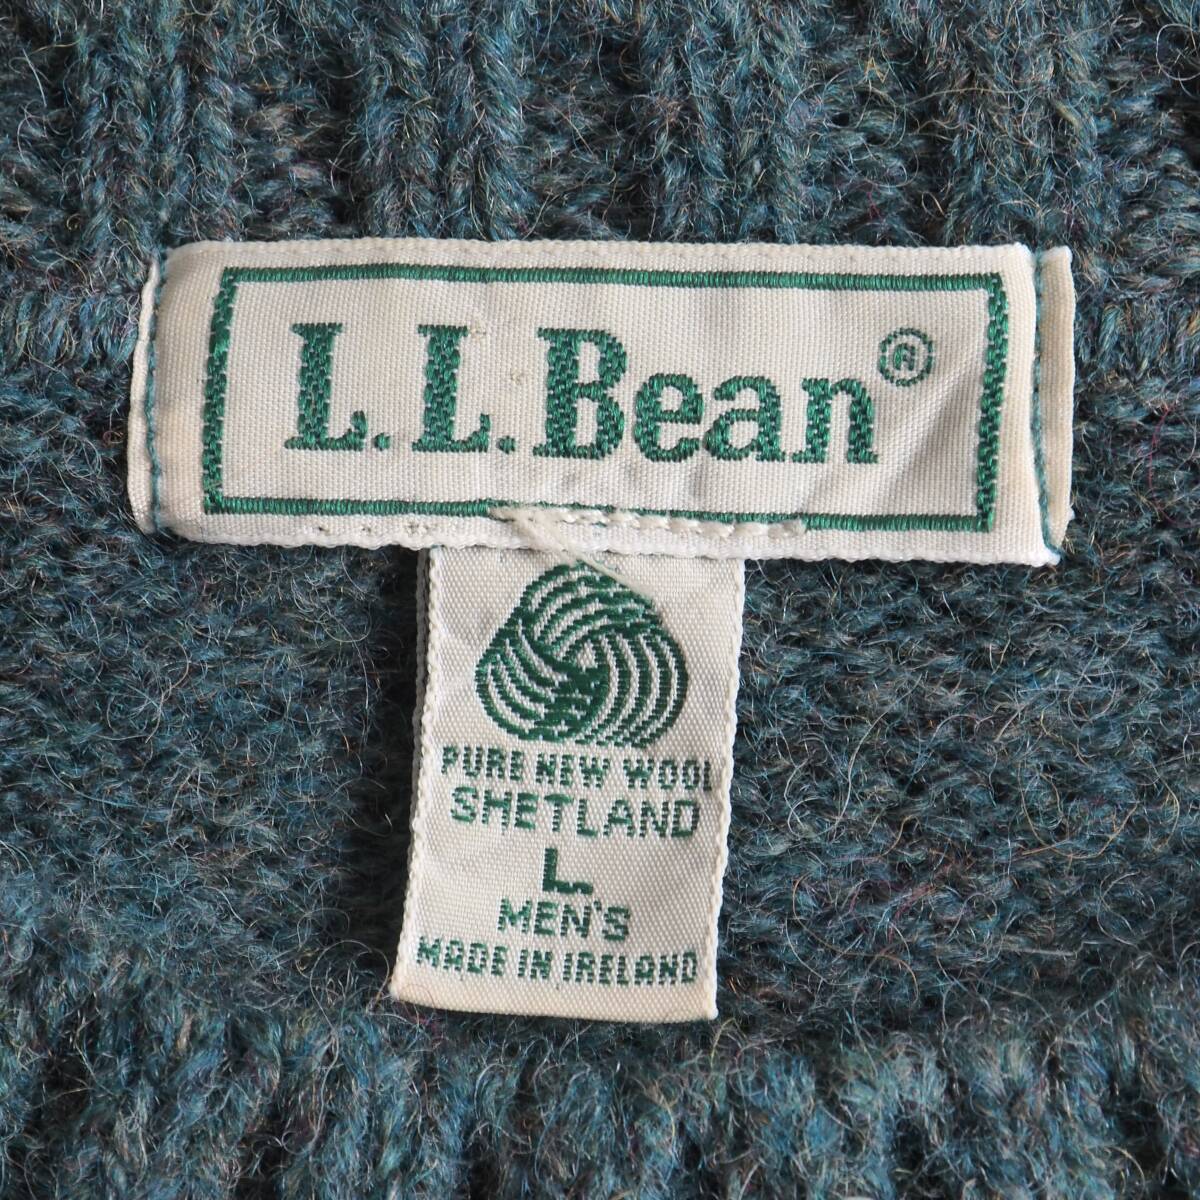 L.L.Bean®
PURE NEW WOOL
SHETLAND
L
MEN'S
MADE IN IRELAND